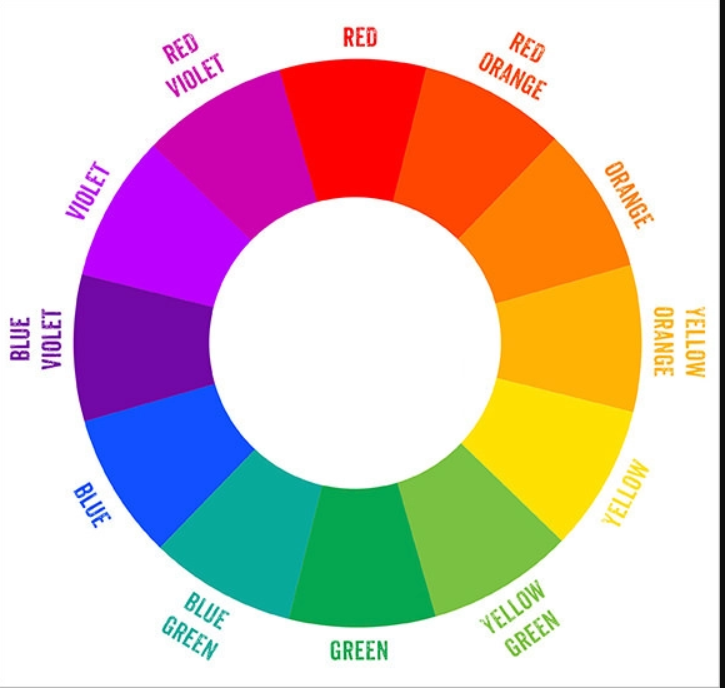 RED
RED
ORANGE
ORANGE
YELLOW
ORANGE
YELLOW
YELLOW
GREEN
GREEN
BLUE
GREEN
BLUE
BLUE
VIOLET
VIOLET
RED
VIOLET